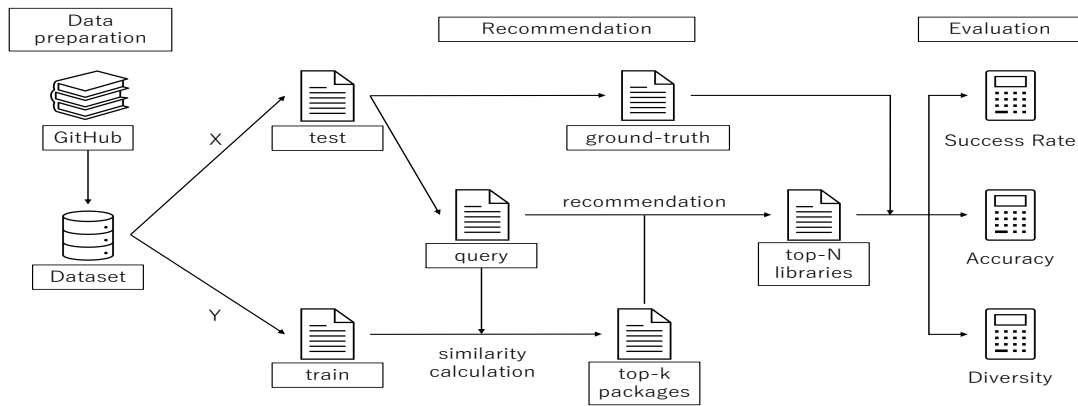 Data
preparation
Recommendation
Evaluation
GitHub
X
test
ground-truth
Success Rate
recommendation
Dataset
query
top-N
libraries
Accuracy
Y
train
similarity
calculation
top-k
packages
Diversity